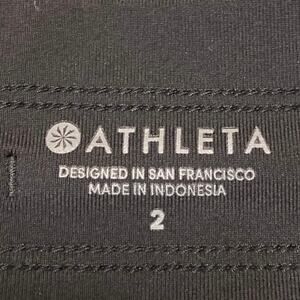 ATHLETA
DESIGNED IN SAN FRANCISCO
MADE IN INDONESIA
2